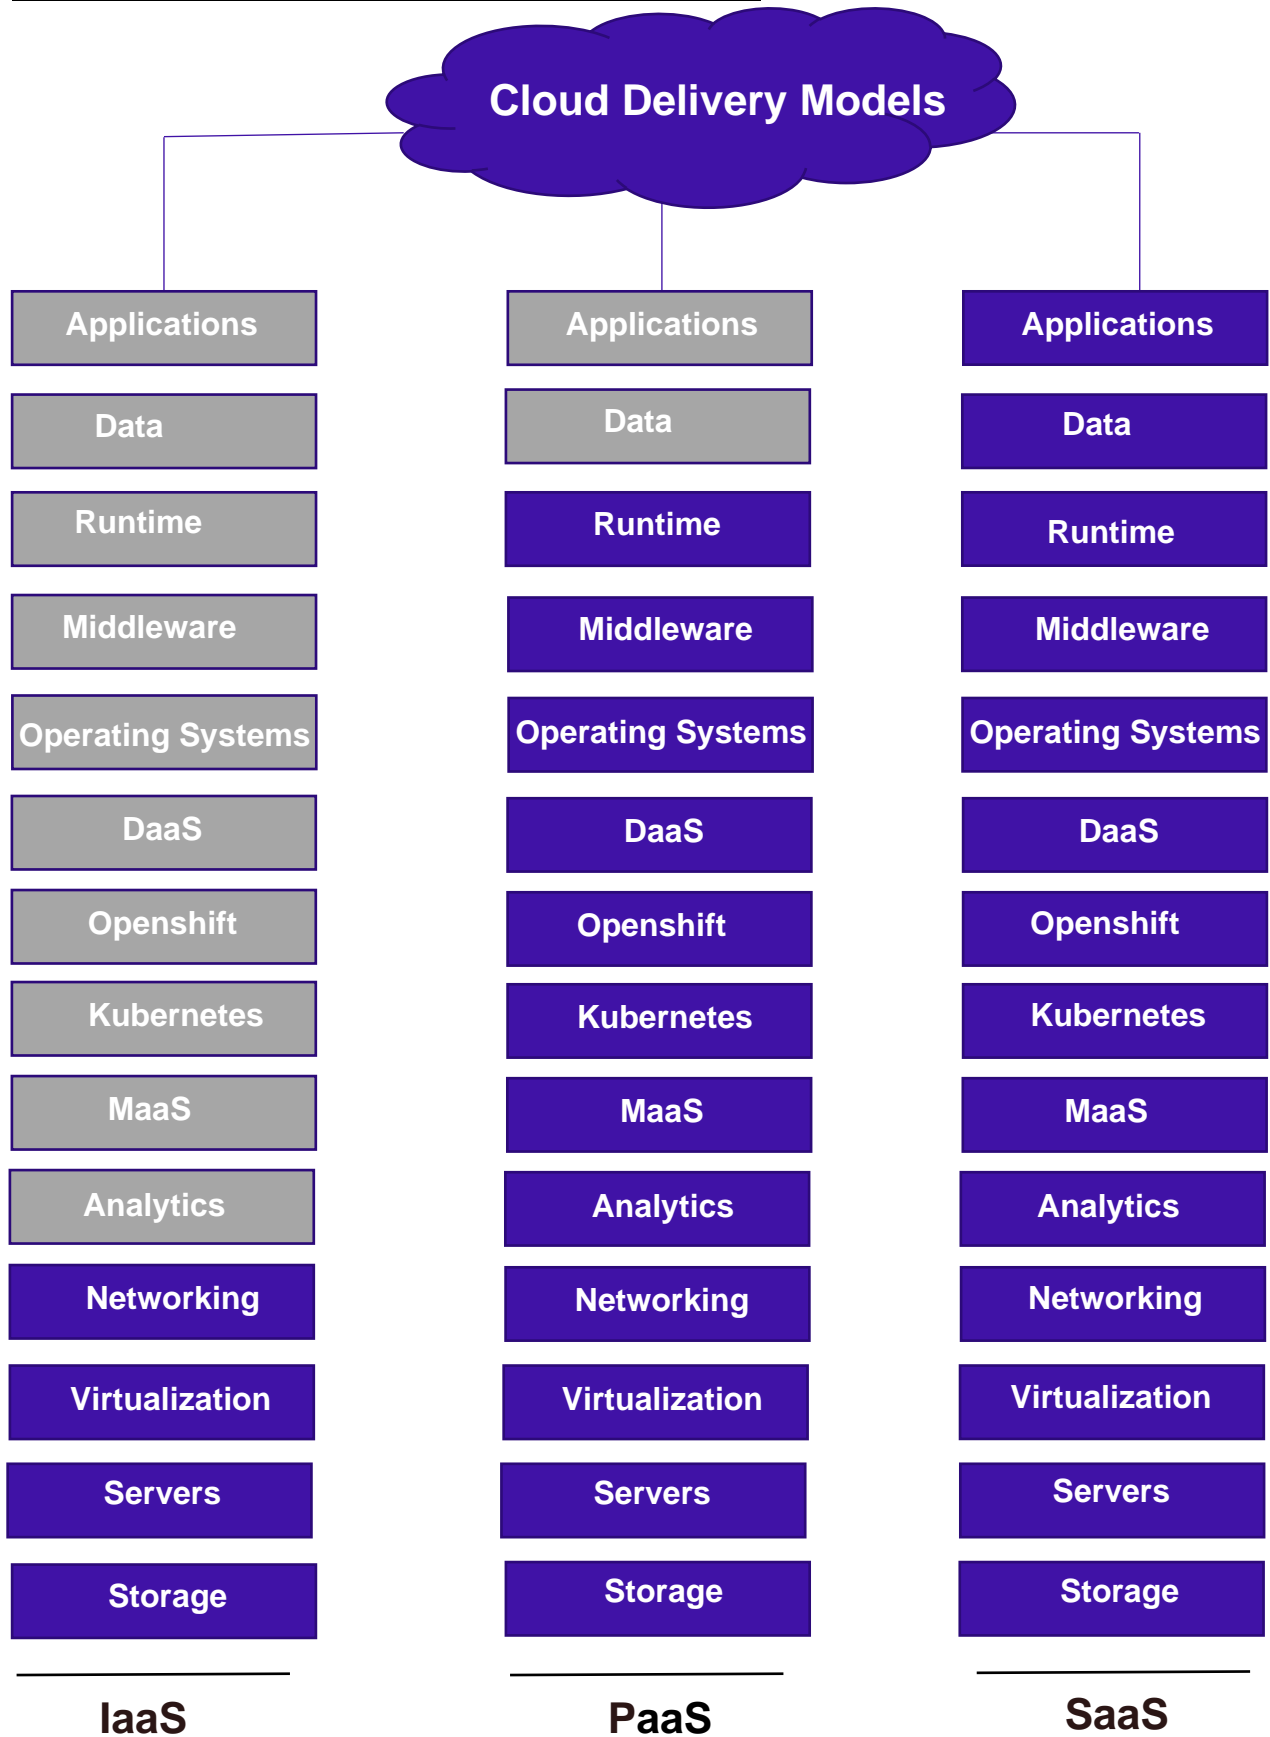 Cloud Delivery Models
Applications
Data
Runtime
Middleware
Operating Systems
DaaS
Openshift
Kubernetes
MaaS
Analytics
Networking
Virtualization
Servers
Storage
IaaS
Applications
Data
Runtime
Middleware
Operating Systems
DaaS
Openshift
Kubernetes
MaaS
Analytics
Networking
Virtualization
Servers
Storage
PaaS
Applications
Data
Runtime
Middleware
Operating Systems
DaaS
Openshift
Kubernetes
MaaS
Analytics
Networking
Virtualization
Servers
Storage
SaaS